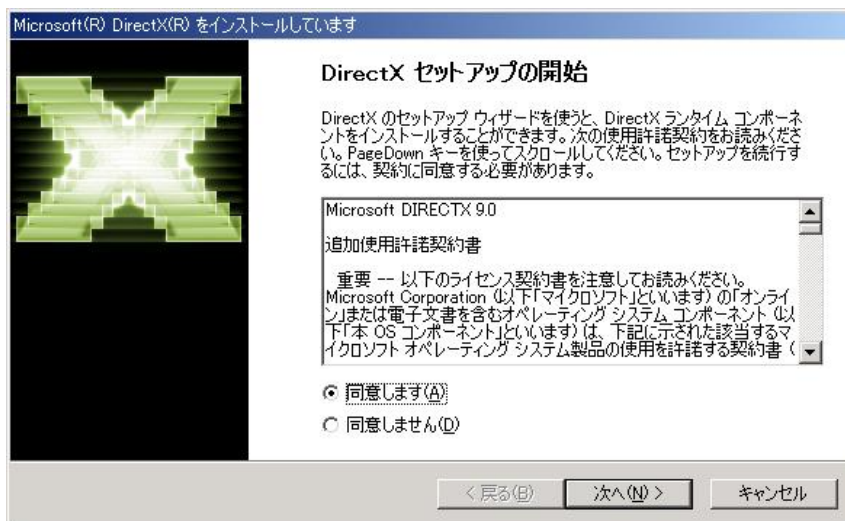 Microsoft(R) DirectX(R) をインストールしています
DirectX セットアップの開始
DirectX のセットアップ ウィザードを使うと、DirectX ランタイム コンポーネ
ントをインストールすることができます。次の使用許諾契約をお読みくださ
い。PageDown キーを使ってスクロールしてください。セットアップを続行す
るには、契約に同意する必要があります。
Microsoft DIRECTX 9.0
追加使用許諾契約書
重要 -- 以下のライセンス契約書を注意してお読みください。
Microsoft Corporation (以下「マイクロソフト」といいます) の「オンライ
ン」または電子文書を含むオペレーティング システム コンポーネント (以
下「本 OS コンポーネント」といいます) は、下記に示された該当するマ
イクロソフト オペレーティング システム製品の使用を許諾する契約書 (
同意します(A)
同意しません(D)
< 戻る(B)
次へ(N) >
キャンセル